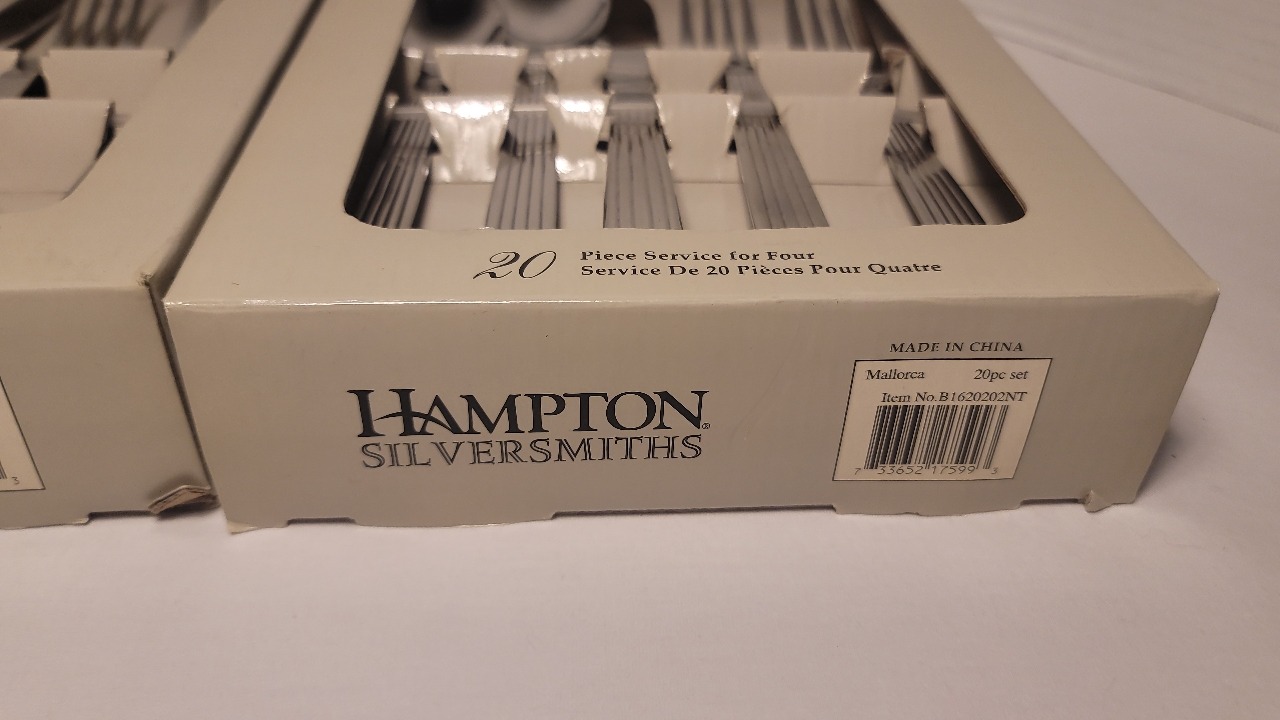 20 Piece Service for Four
Service De 20 Pièces Pour Quatre
HAMPTON®
SILVERSMITHS
MADE IN CHINA
Mallorca 20pc set
Item No.B1620202NT
7 33652 17599 3
3